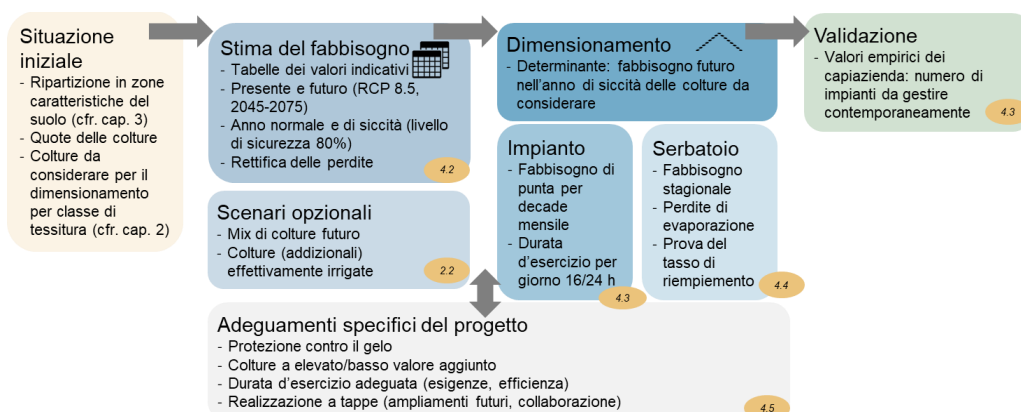 Situazione
iniziale
- Ripartizione in zone
caratteristiche del
suolo (cfr. cap. 3)
- Quote delle colture
- Colture da
considerare per il
dimensionamento
per classe di
tessitura (cfr. cap. 2)
Stima del fabbisogno
- Tabelle dei valori indicativi
- Presente e futuro (RCP 8.5,
2045-2075)
- Anno normale e di siccità (livello
di sicurezza 80%)
- Rettifica delle perdite
4.2
Scenari opzionali
- Mix di colture futuro
- Colture (addizionali)
effettivamente irrigate
2.2
Dimensionamento
- Determinante: fabbisogno futuro
nell'anno di siccità delle colture da
considerare
Impianto
- Fabbisogno di
punta per
decade
mensile
- Durata
d'esercizio per
giorno 16/24 h
4.3
Serbatoio
- Fabbisogno
stagionale
- Perdite di
evaporazione
- Prova del
tasso di
riempiemento
4.4
Validazione
- Valori empirici dei
capiazienda: numero di
impianti da gestire
contemporaneamente
4.3
Adeguamenti specifici del progetto
- Protezione contro il gelo
- Colture a elevato/basso valore aggiunto
- Durata d'esercizio adeguata (esigenze, efficienza)
- Realizzazione a tappe (ampliamenti futuri, collaborazione)
4.5